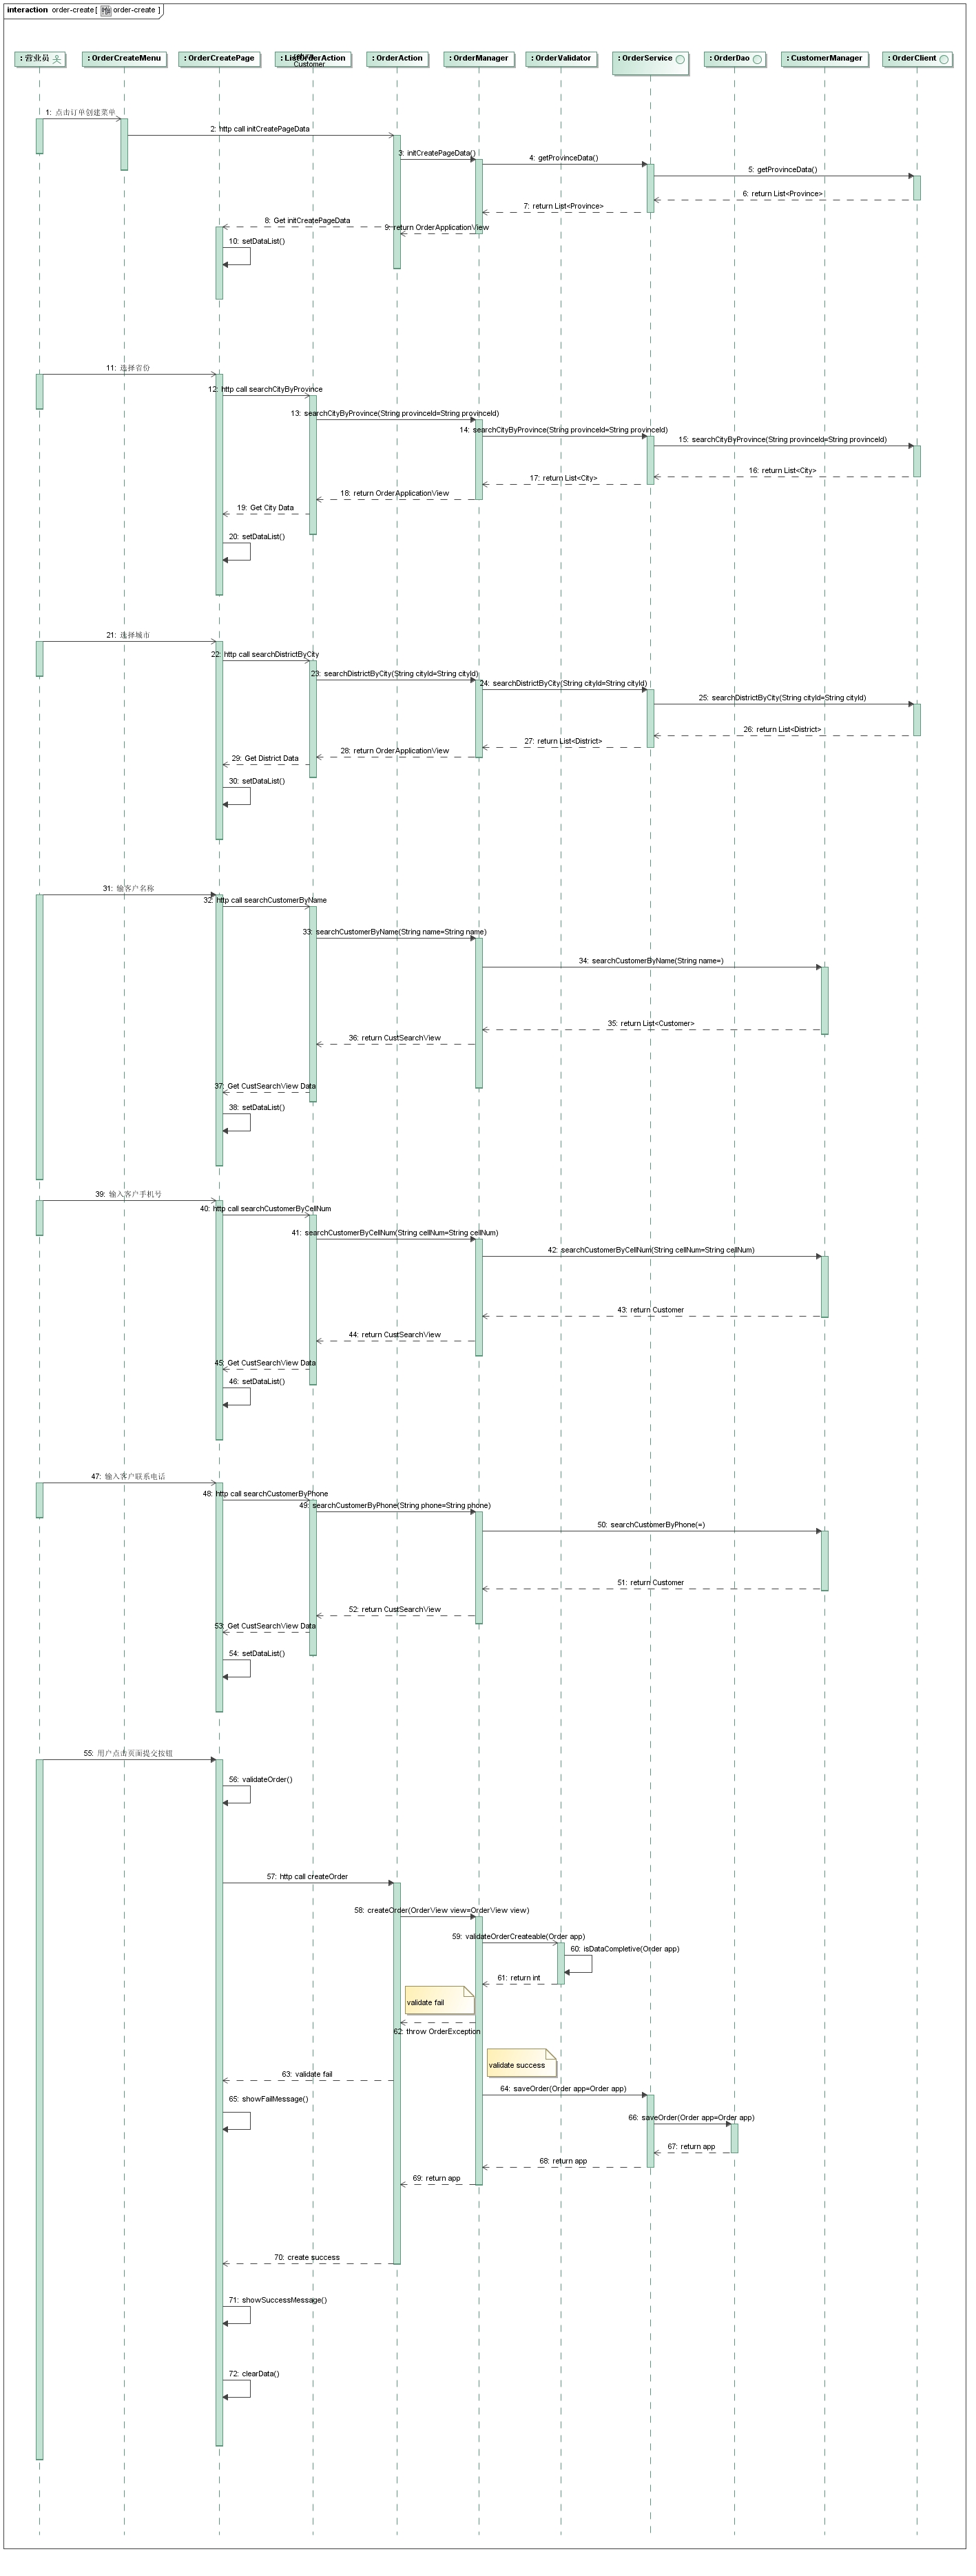 interaction order-create [ order-create ]
: 营业员
: OrderCreateMenu
: OrderCreatePage
: ListOrderAction
Customer
: OrderAction
: OrderManager
: OrderValidator
: OrderService
: OrderDao
: CustomerManager
: OrderClient
1: 点击订单创建菜单
2: http call initCreatePageData
3: initCreatePageData()
4: getProvinceData()
5: getProvinceData()
6: return List<Province>
7: return List<Province>
8: Get initCreatePageData
9: return OrderApplicationView
10: setDataList()
11: 选择省份
12: http call searchCityByProvince
13: searchCityByProvince(String provinceId=String provinceId)
14: searchCityByProvince(String provinceId=String provinceId)
15: searchCityByProvince(String provinceId=String provinceId)
16: return List<City>
17: return List<City>
18: return OrderApplicationView
19: Get City Data
20: setDataList()
21: 选择城市
22: http call searchDistrictByCity
23: searchDistrictByCity(String cityId=String cityId)
24: searchDistrictByCity(String cityId=String cityId)
25: searchDistrictByCity(String cityId=String cityId)
26: return List<District>
27: return List<District>
28: return OrderApplicationView
29: Get District Data
30: setDataList()
31: 输客户名称
32: http call searchCustomerByName
33: searchCustomerByName(String name=String name)
34: searchCustomerByName(String name=)
35: return List<Customer>
36: return CustSearchView
37: Get CustSearchView Data
38: setDataList()
39: 输入客户手机号
40: http call searchCustomerByCellNum
41: searchCustomerByCellNum(String cellNum=String cellNum)
42: searchCustomerByCellNum(String cellNum=String cellNum)
43: return Customer
44: return CustSearchView
45: Get CustSearchView Data
46: setDataList()
47: 输入客户联系电话
48: http call searchCustomerByPhone
49: searchCustomerByPhone(String phone=String phone)
50: searchCustomerByPhone(=)
51: return Customer
52: return CustSearchView
53: Get CustSearchView Data
54: setDataList()
55: 用户点击页面提交按钮
56: validateOrder()
57: http call createOrder
58: createOrder(OrderView view=OrderView view)
59: validateOrderCreateable(Order app)
60: isDataCompletive(Order app)
61: return int
validate fail
62: throw OrderException
validate success
63: validate fail
64: saveOrder(Order app=Order app)
65: showFailMessage()
66: saveOrder(Order app=Order app)
67: return app
68: return app
69: return app
70: create success
71: showSuccessMessage()
72: clearData()